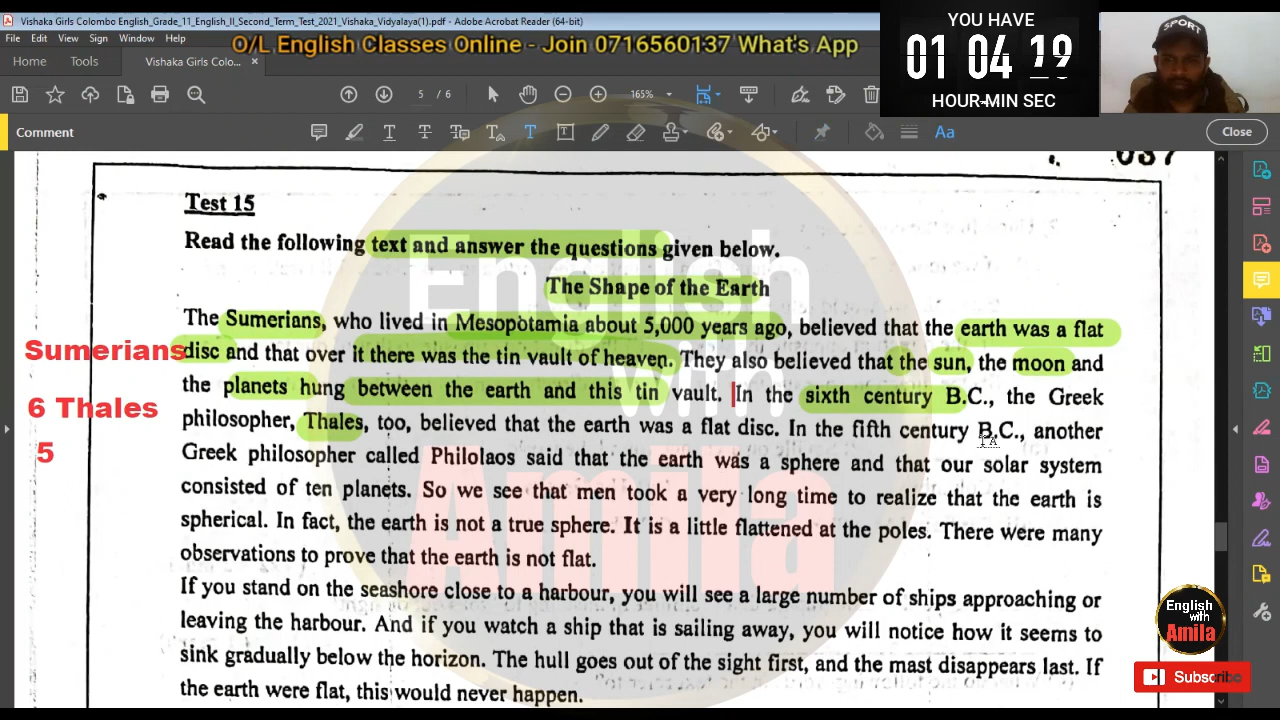 Vishaka Girls Colombo English_Grade_11_English_II_Second_Term_Test_2021_Vishaka_Vidyalaya(1).pdf - Adobe Acrobat Reader (64-bit)
File Edit View Sign Window Help
O/L English Classes Online - Join 0716560137 What's App
Home Tools Vishaka Girls Colo... ×
5 / 6 165%
YOU HAVE
01 04 19
HOUR-MIN SEC
SPORT
Comment
Close
Test 15
Read the following text and answer the questions given below.
The Shape of the Earth
The Sumerians, who lived in Mesopotamia about 5,000 years ago, believed that the earth was a flat
disc and that over it there was the tin vault of heaven. They also believed that the sun, the moon and
the planets hung between the earth and this tin vault. In the sixth century B.C., the Greek
philosopher, Thales, too, believed that the earth was a flat disc. In the fifth century B.C., another
Greek philosopher called Philolaos said that the earth was a sphere and that our solar system
consisted of ten planets. So we see that men took a very long time to realize that the earth is
spherical. In fact, the earth is not a true sphere. It is a little flattened at the poles. There were many
observations to prove that the earth is not flat.
If you stand on the seashore close to a harbour, you will see a large number of ships approaching or
leaving the harbour. And if you watch a ship that is sailing away, you will notice how it seems to
sink gradually below the horizon. The hull goes out of the sight first, and the mast disappears last. If
the earth were flat, this would never happen.
Sumerians
6 Thales
5
English
with
Amila
English
with
Amila
Subscribe